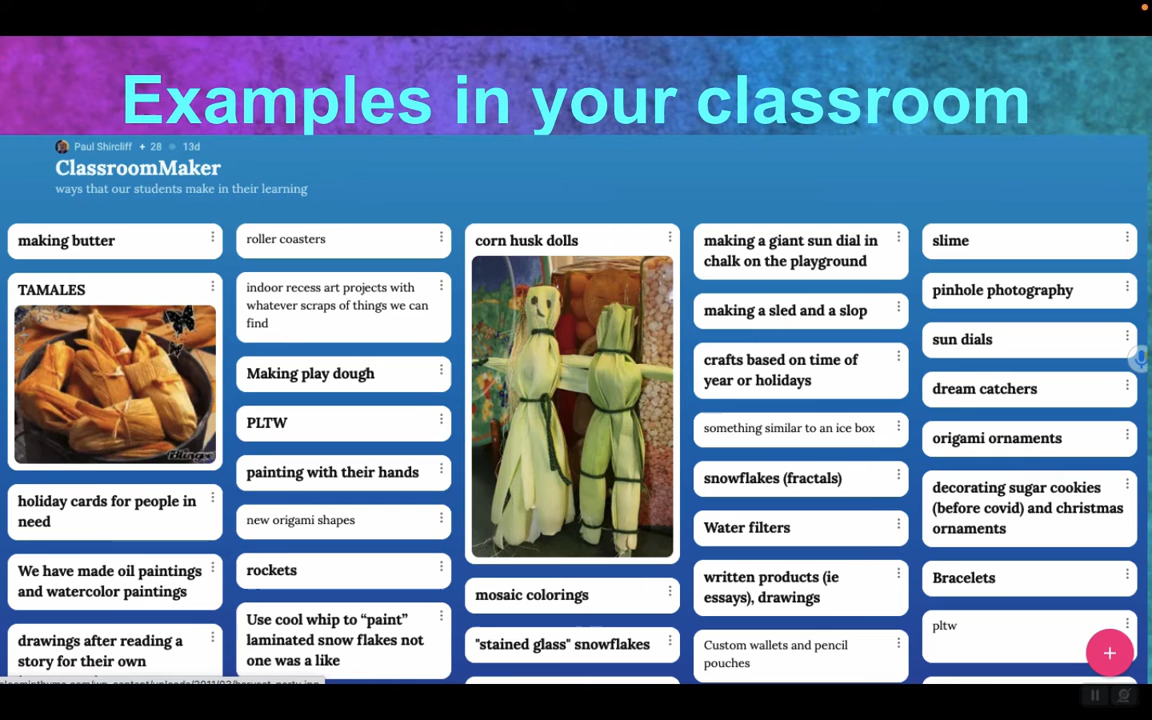 Examples in your classroom
Paul Shircliff + 28 13d
ClassroomMaker
ways that our students make in their learning
making butter
TAMALES
Blingee
holiday cards for people in
need
We have made oil paintings
and watercolor paintings
drawings after reading a
story for their own
roller coasters
indoor recess art projects with
whatever scraps of things we can
find
Making play dough
PLTW
painting with their hands
new origami shapes
rockets
Use cool whip to “paint”
laminated snow flakes not
one was a like
corn husk dolls
mosaic colorings
"stained glass" snowflakes
making a giant sun dial in
chalk on the playground
making a sled and a slop
crafts based on time of
year or holidays
something similar to an ice box
snowflakes (fractals)
Water filters
written products (ie
essays), drawings
Custom wallets and pencil
pouches
slime
pinhole photography
sun dials
dream catchers
origami ornaments
decorating sugar cookies
(before covid) and christmas
ornaments
Bracelets
pltw
+